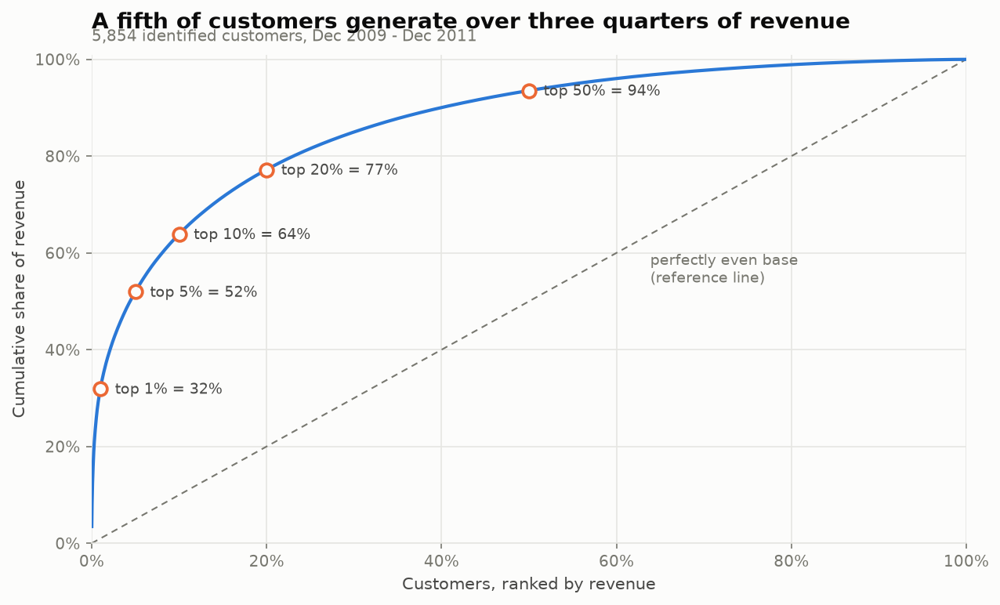 A fifth of customers generate over three quarters of revenue
5,854 identified customers, Dec 2009 - Dec 2011
Cumulative share of revenue
100%
80%
60%
40%
20%
0%
top 50% = 94%
top 20% = 77%
top 10% = 64%
top 5% = 52%
top 1% = 32%
perfectly even base
(reference line)
0%
20%
40%
60%
80%
100%
Customers, ranked by revenue